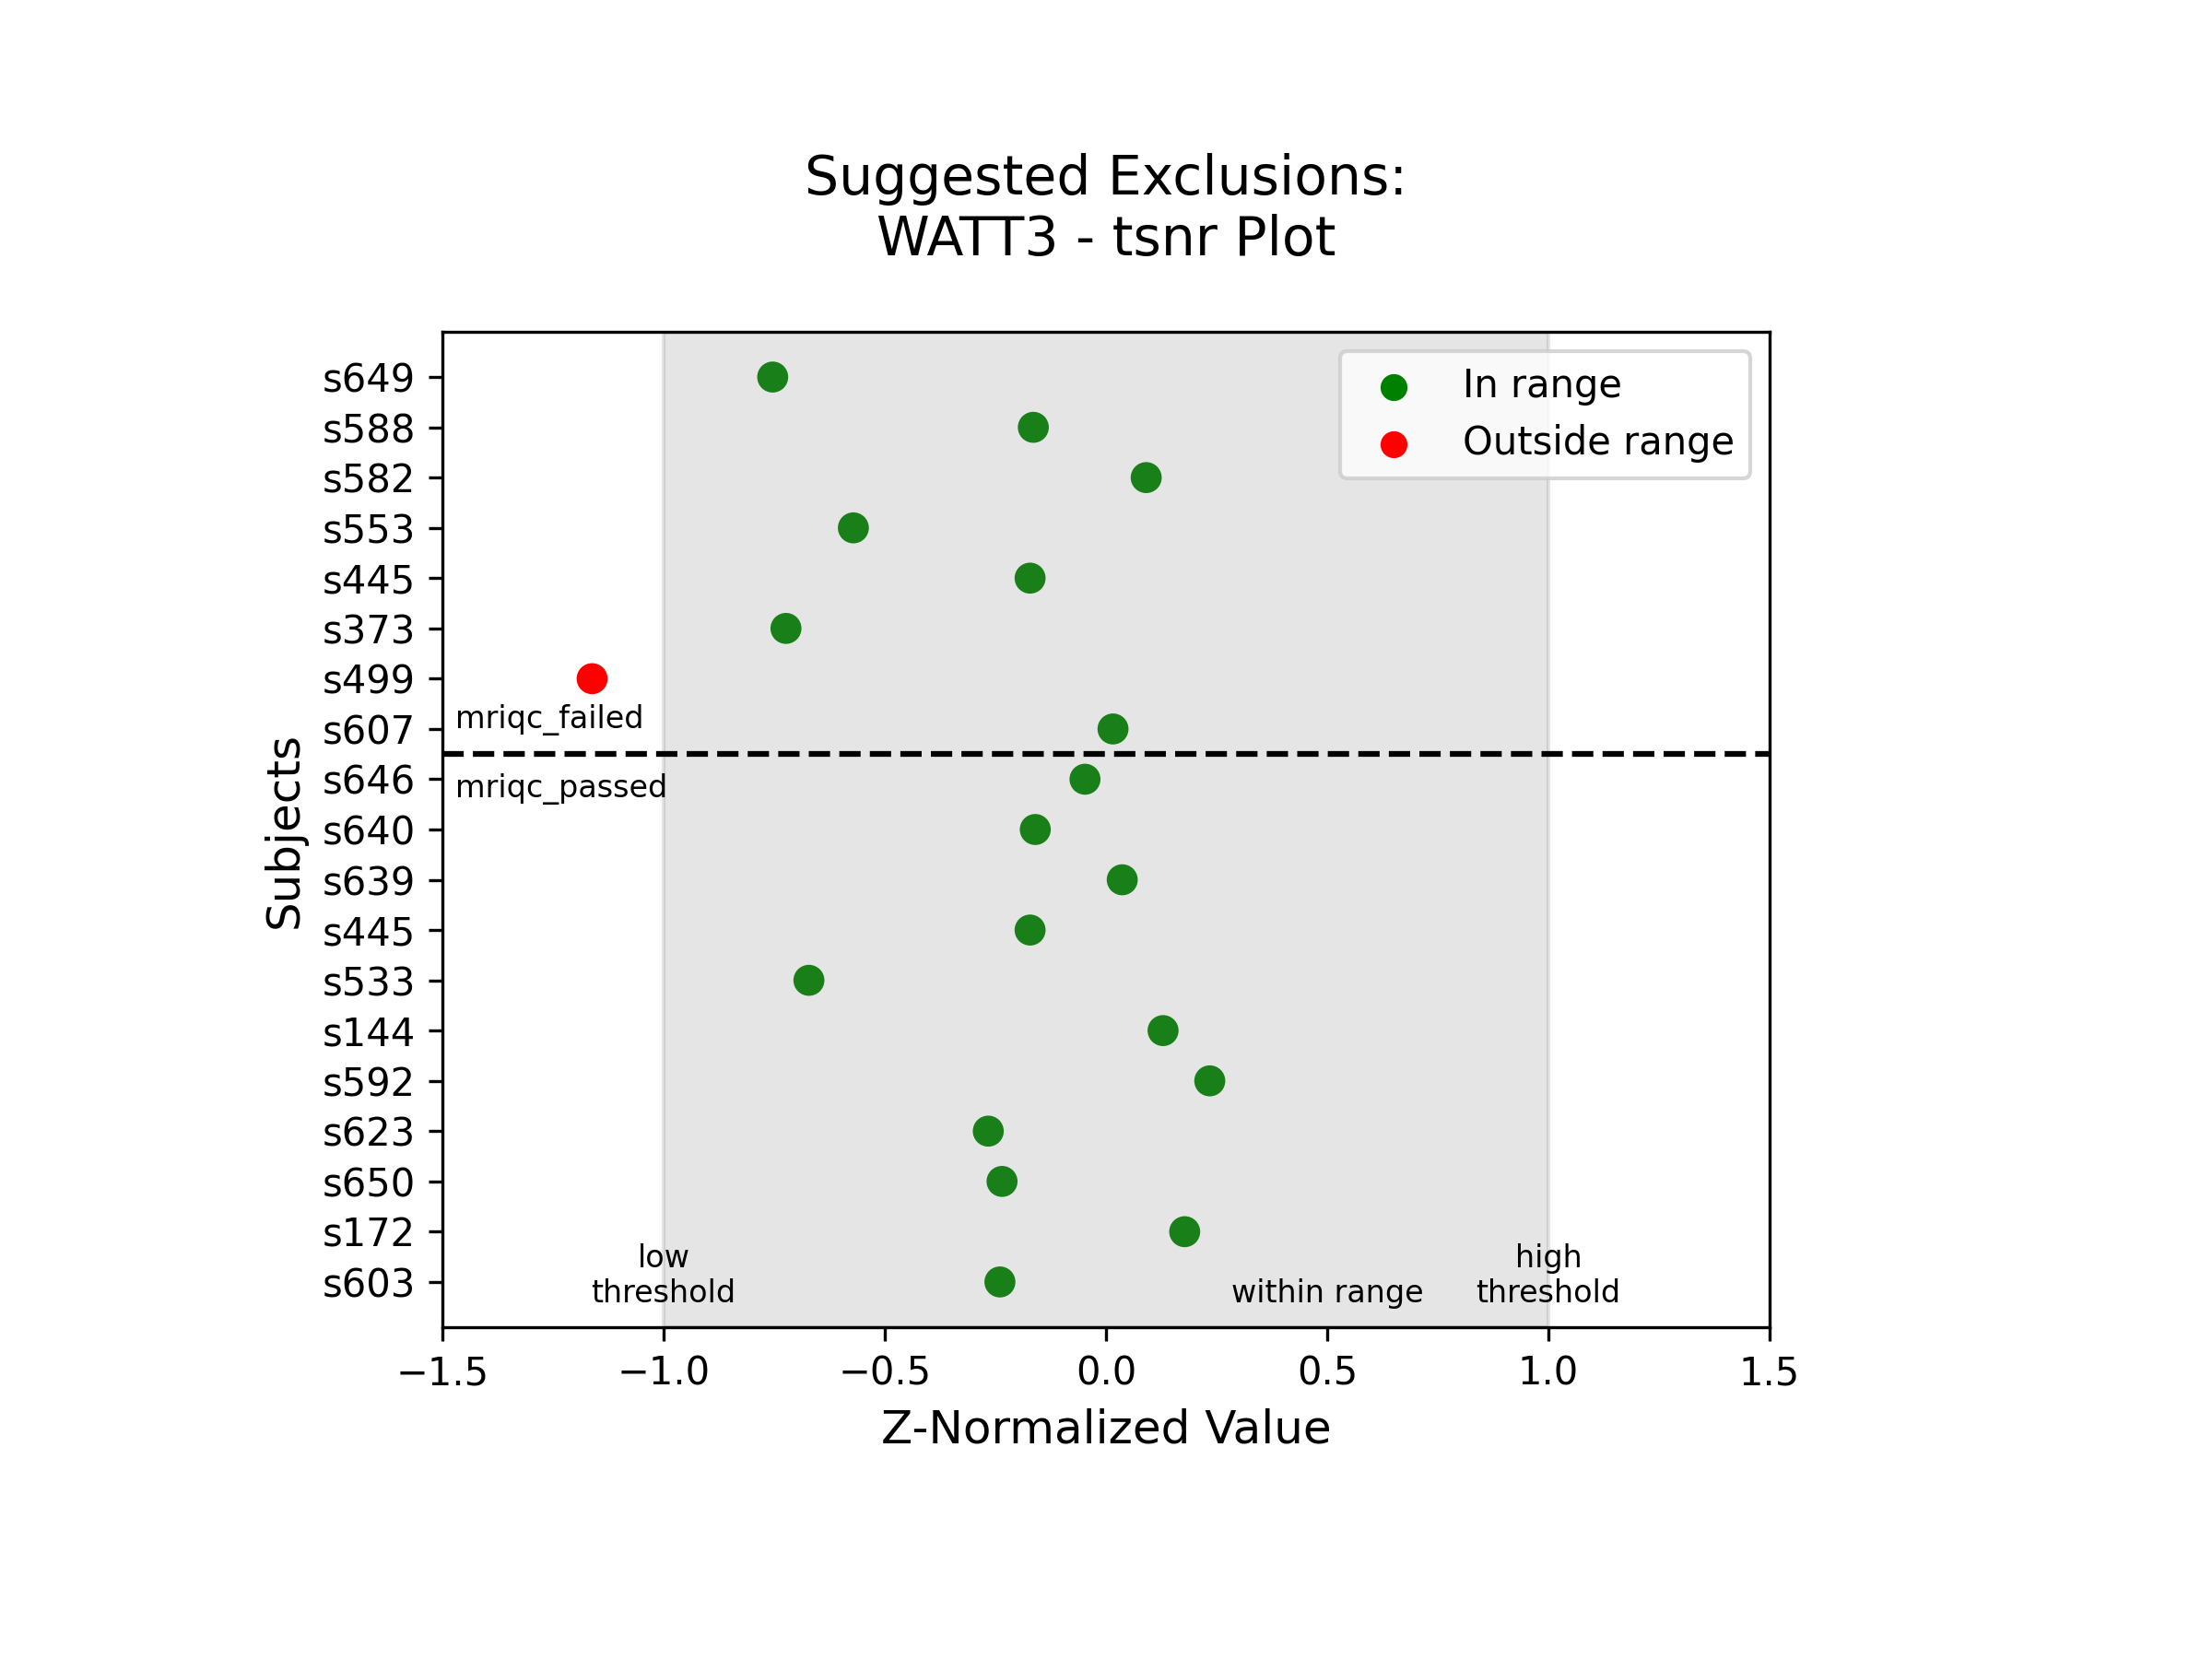 Suggested Exclusions:
WATT3 - tsnr Plot
In range
Outside range
s649
s588
s582
s553
s445
s373
s499
mriqc_failed
s607
s646
mriqc_passed
s640
s639
s445
s533
s144
s592
s623
s650
s172
s603
Subjects
low
threshold
within range
high
threshold
−1.5 −1.0 −0.5 0.0 0.5 1.0 1.5
Z-Normalized Value